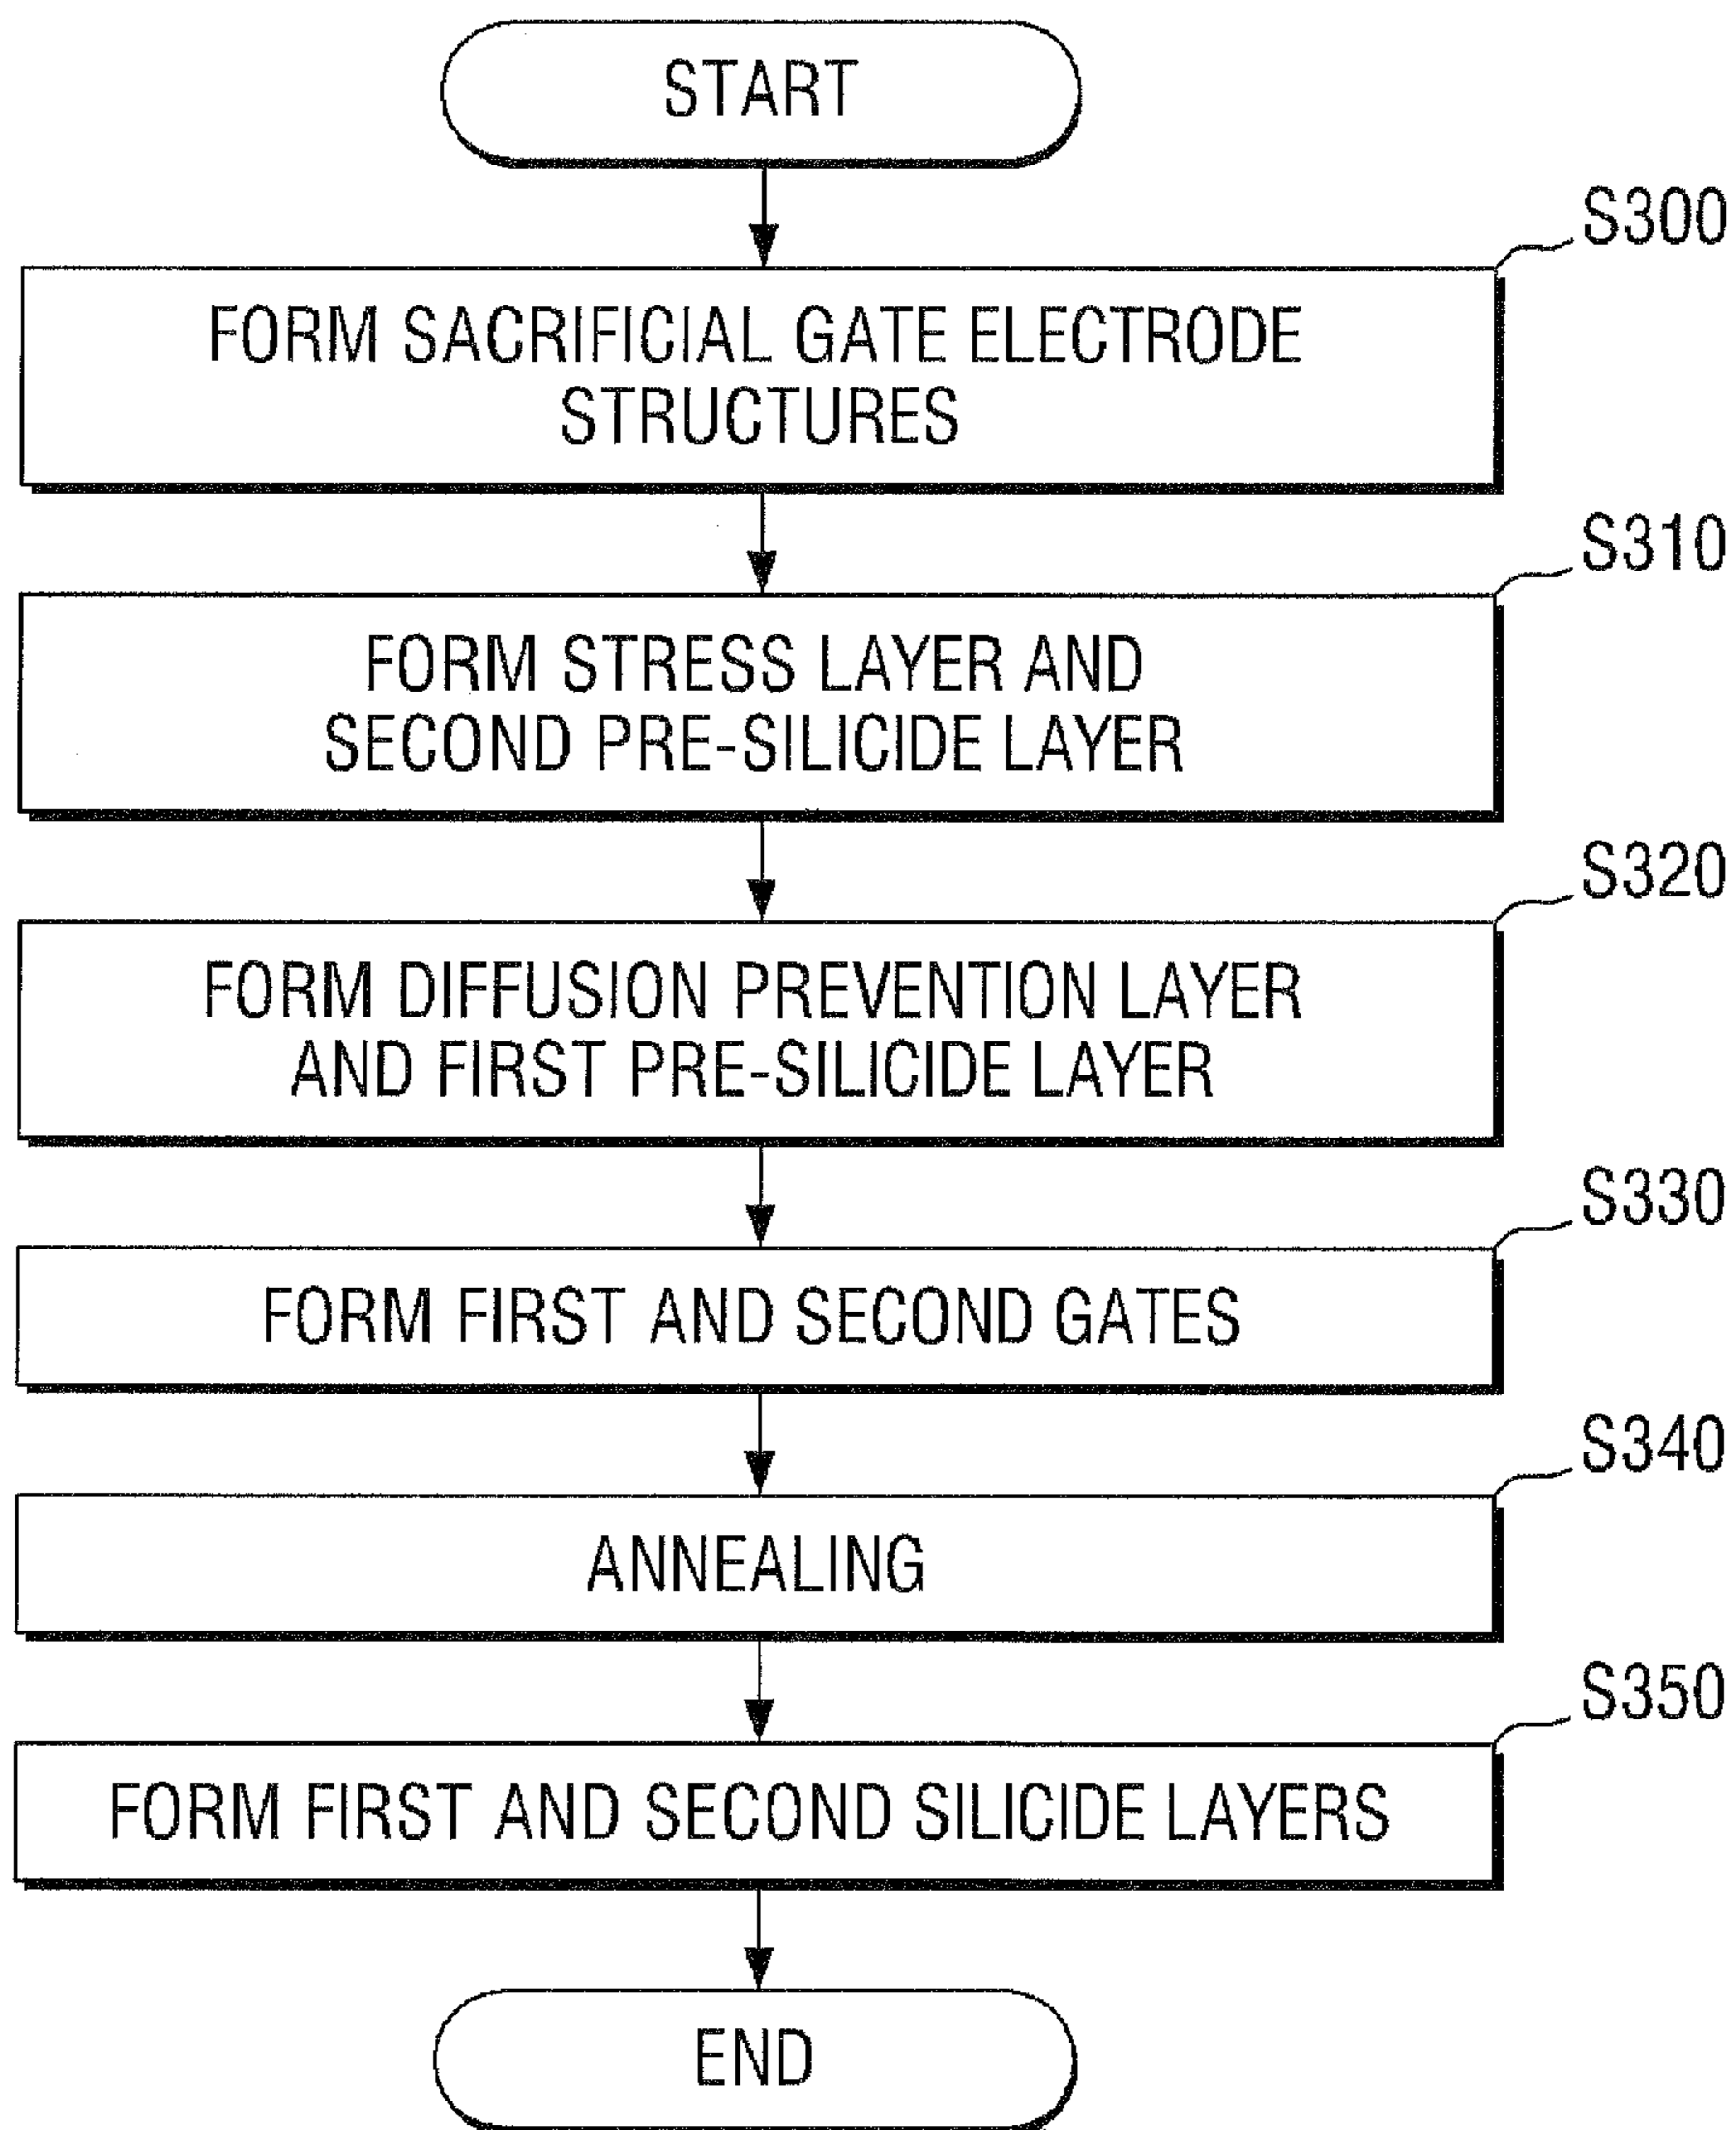 START
S300
FORM SACRIFICIAL GATE ELECTRODE
STRUCTURES
S310
FORM STRESS LAYER AND
SECOND PRE-SILICIDE LAYER
S320
FORM DIFFUSION PREVENTION LAYER
AND FIRST PRE-SILICIDE LAYER
S330
FORM FIRST AND SECOND GATES
S340
ANNEALING
S350
FORM FIRST AND SECOND SILICIDE LAYERS
END